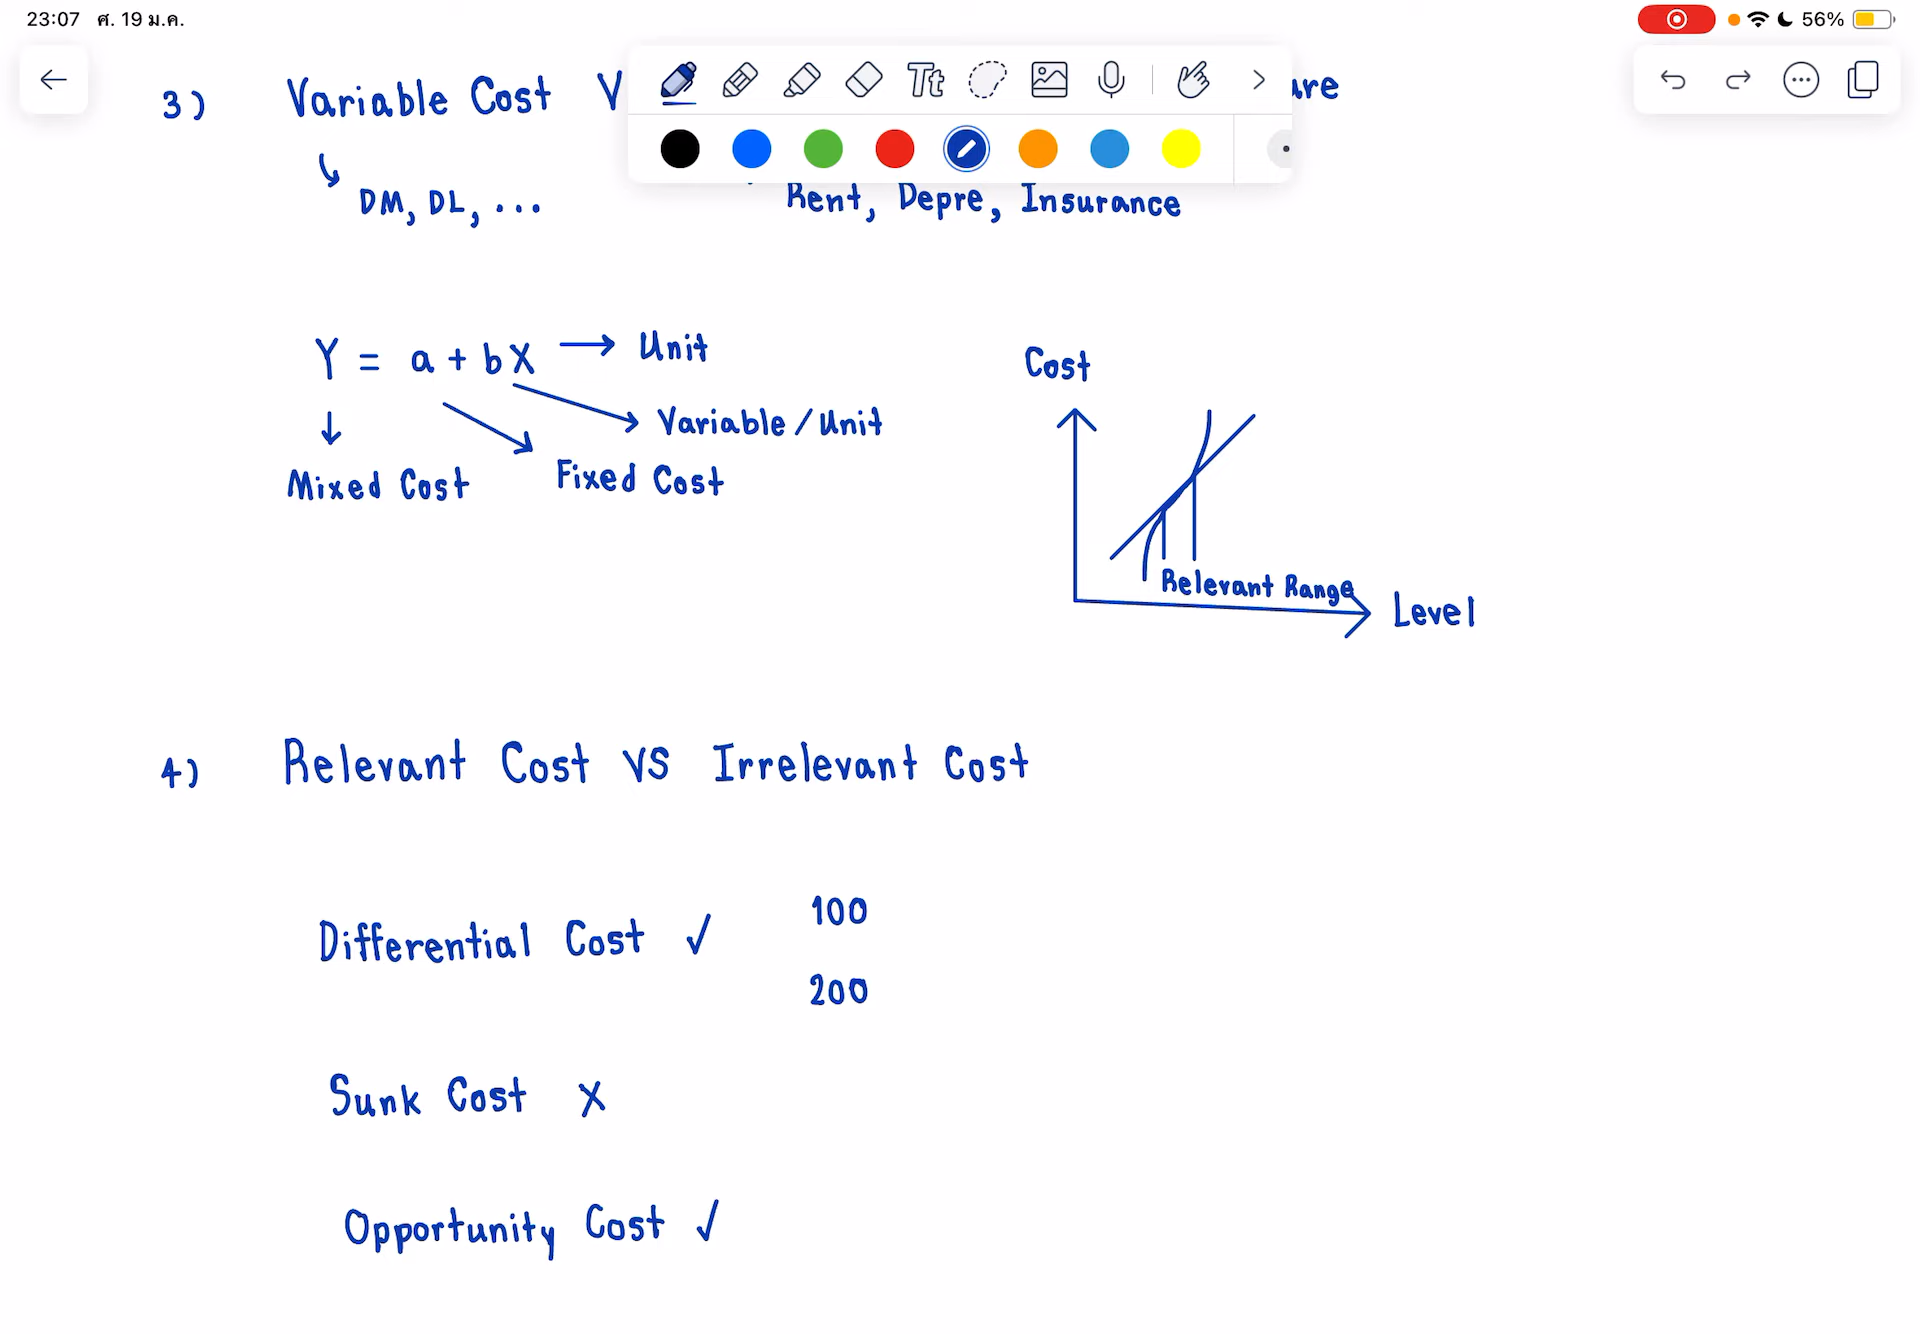 23:07 ศ. 19 ม.ค.
56%
Tt
3) Variable Cost V
DM, DL, ...
Rent, Depre, Insurance
Y = a + bX → Unit
Variable / Unit
Fixed Cost
Mixed Cost
Cost
Relevant Range
Level
4) Relevant Cost VS Irrelevant Cost
Differential Cost ✓ 100
200
Sunk Cost X
Opportunity Cost ✓